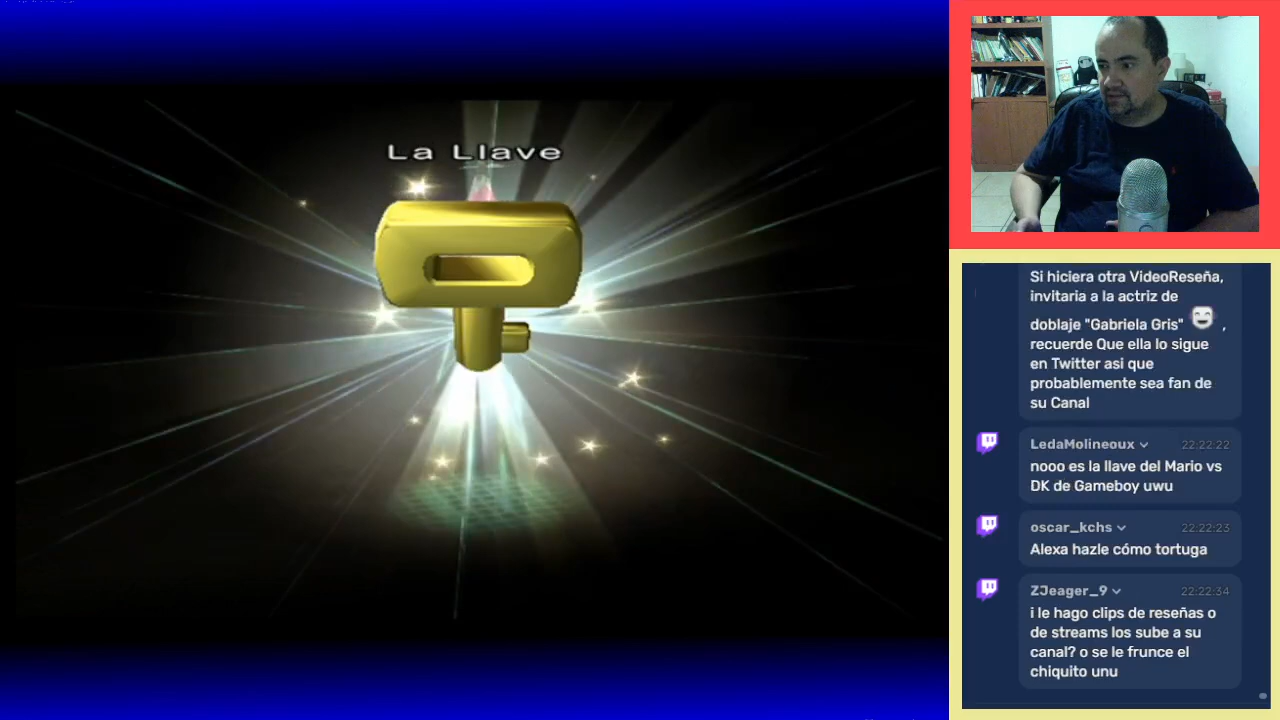 La Llave
Si hiciera otra VideoReseña,
invitaria a la actriz de
doblaje "Gabriela Gris" ,
recuerde Que ella lo sigue
en Twitter asi que
probablemente sea fan de
su Canal
LedaMolineoux 22:22:22
nooo es la llave del Mario vs
DK de Gameboy uwu
oscar_kchs 22:22:23
Alexa hazle cómo tortuga
ZJeager_9 22:22:34
i le hago clips de reseñas o
de streams los sube a su
canal? o se le frunce el
chiquito unu